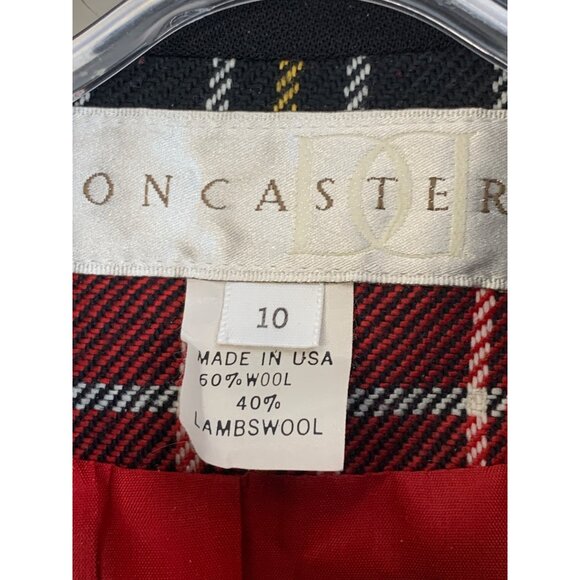 ONCASTER
10
MADE IN USA
60% WOOL
40%
LAMBSWOOL